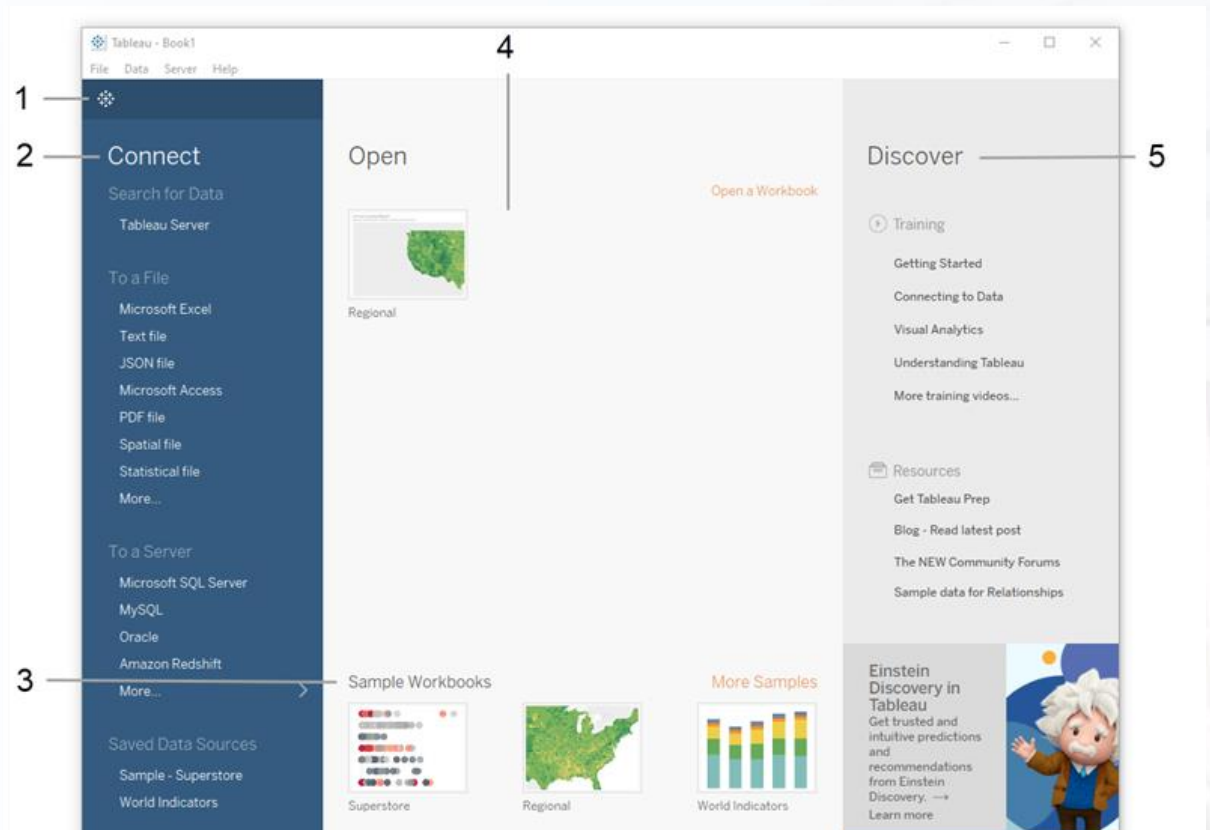 4
Tableau - Book1
File Data Server Help
1
2
Connect
Search for Data
Tableau Server
To a File
Microsoft Excel
Text file
JSON file
Microsoft Access
PDF file
Spatial file
Statistical file
More...
To a Server
Microsoft SQL Server
MySQL
Oracle
Amazon Redshift
More...
Saved Data Sources
Sample - Superstore
World Indicators
Open
Open a Workbook
Regional
3
Sample Workbooks
More Samples
Superstore
Regional
World Indicators
Discover
5
Training
Getting Started
Connecting to Data
Visual Analytics
Understanding Tableau
More training videos...
Resources
Get Tableau Prep
Blog - Read latest post
The NEW Community Forums
Sample data for Relationships
Einstein
Discovery in
Tableau
Get trusted and
intuitive predictions
and
recommendations
from Einstein
Discovery. →
Learn more